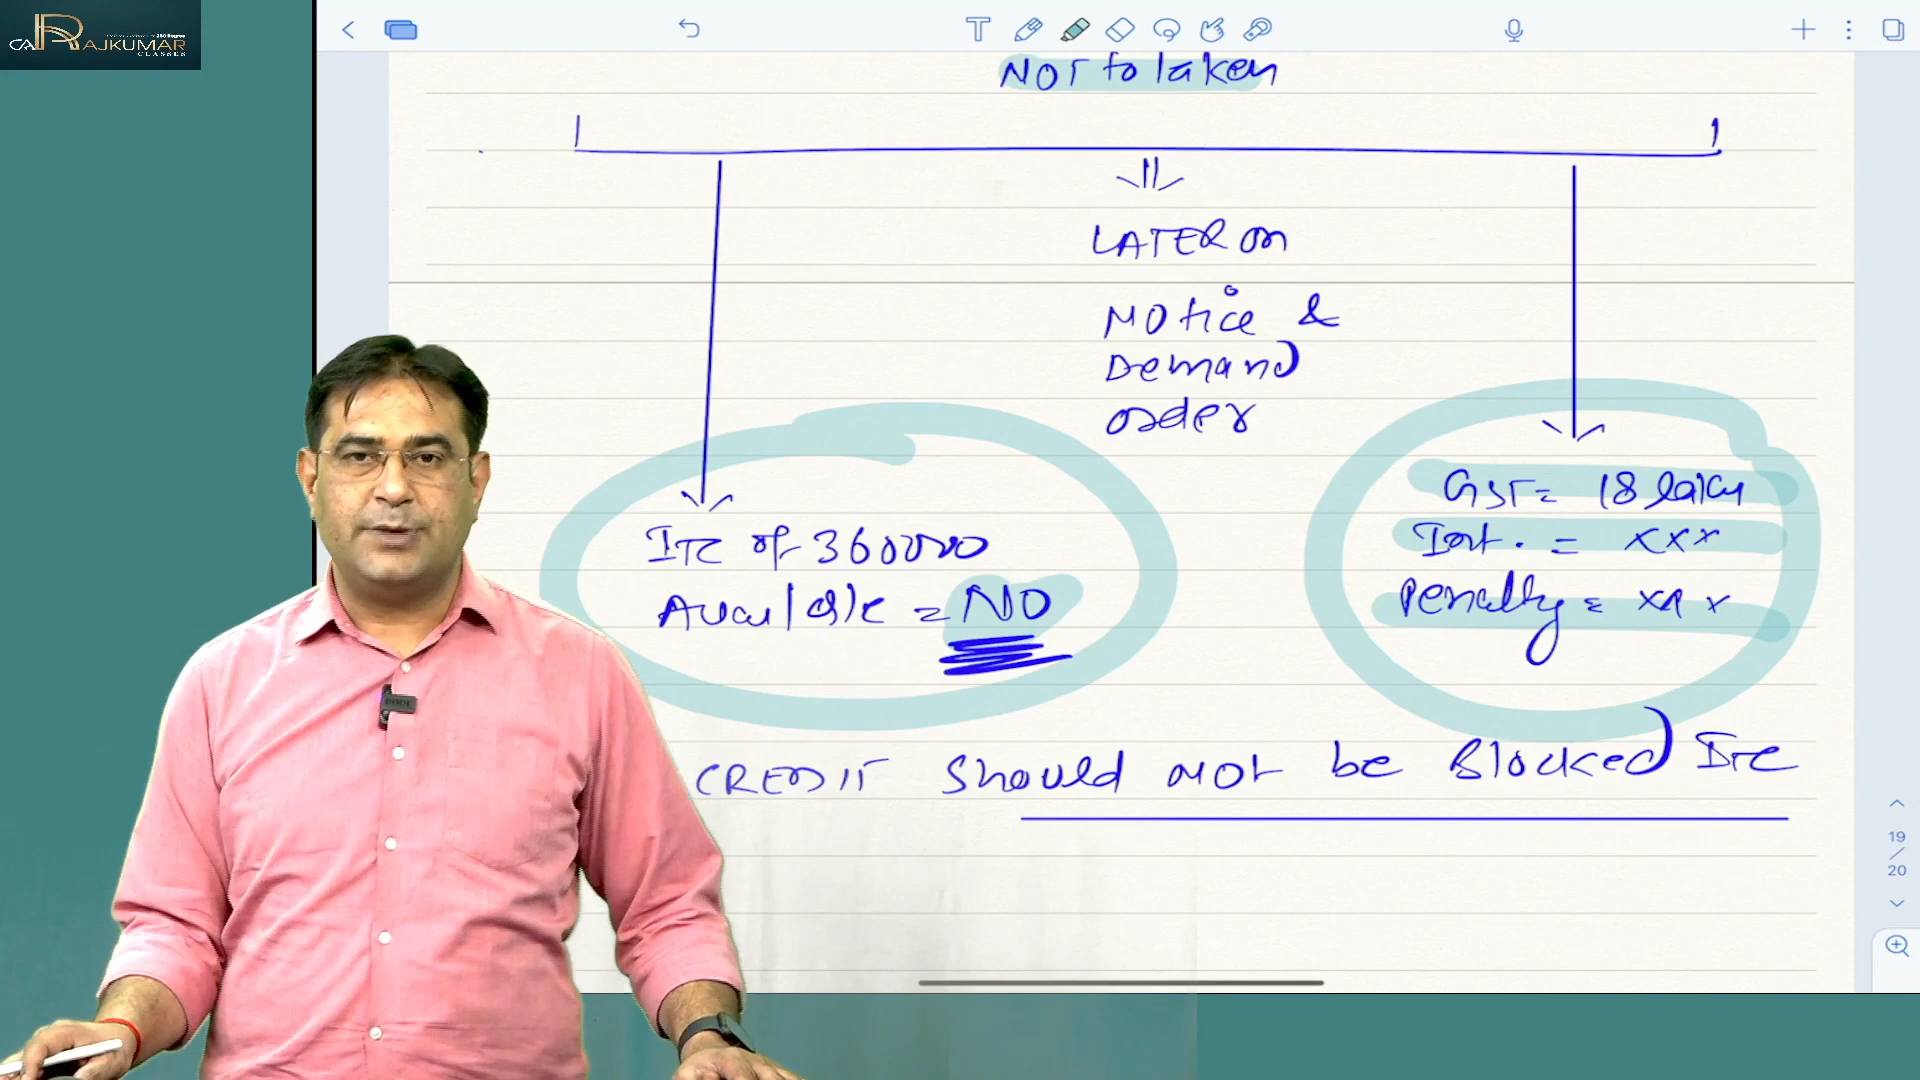 CA RAJKUMAR
CLASSES
NOT to taken
LATER on
Notice &
Demand
order
ITC of 360000
Available = NO
GST = 18 lakh
Int. = xxx
Penalty = xxx
CREDIT should not be Blocked ITC
19
/
20